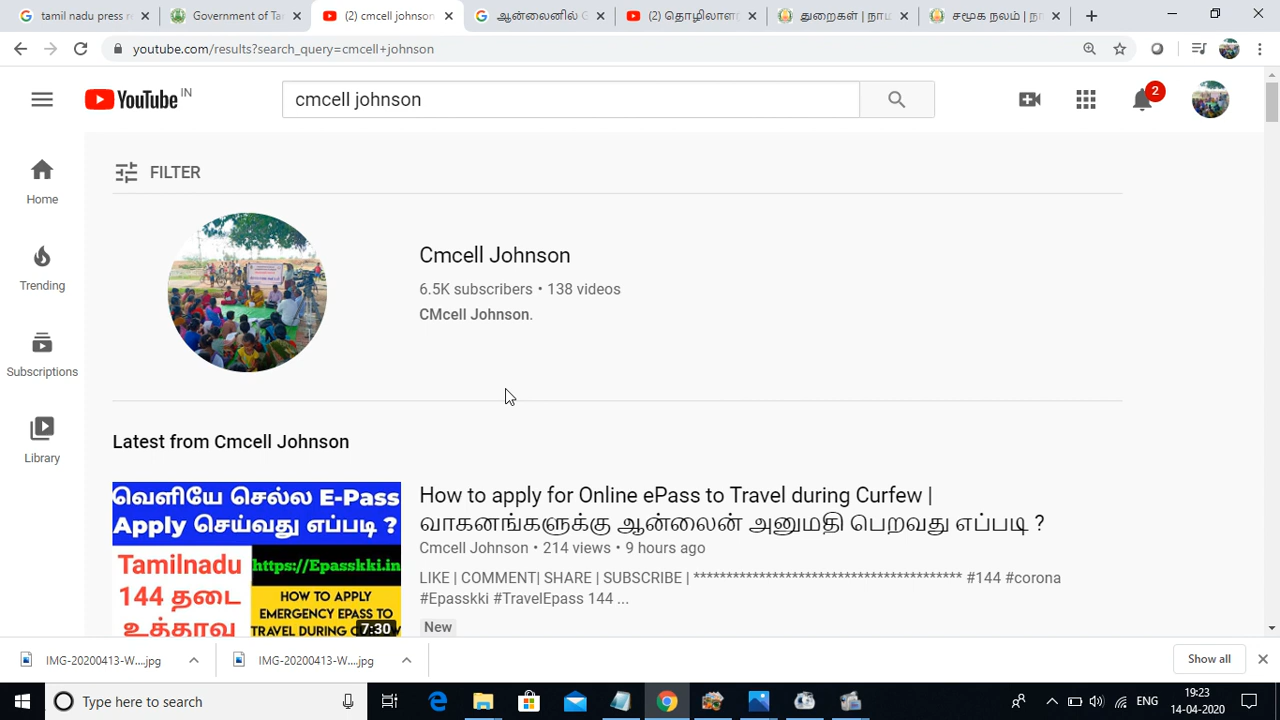 tamil nadu press re
Government of Tam
(2) cmcell johnson
ஆன்லைனில் G
(2) தொழிலாளர்
துறைகள் | நாம
சமூக நலம் | நா
youtube.com/results?search_query=cmcell+johnson
YouTube IN
cmcell johnson
2
FILTER
Home
Trending
Subscriptions
Library
Cmcell Johnson
6.5K subscribers • 138 videos
CMcell Johnson.
Latest from Cmcell Johnson
வெளியே செல்ல E-Pass
Apply செய்வது எப்படி ?
Tamilnadu
144 தடை
உத்தரவு
https://Epasskki.in
HOW TO APPLY
EMERGENCY EPASS TO
TRAVEL DURING
7:30
How to apply for Online ePass to Travel during Curfew |
வாகனங்களுக்கு ஆன்லைன் அனுமதி பெறவது எப்படி ?
Cmcell Johnson • 214 views • 9 hours ago
LIKE | COMMENT| SHARE | SUBSCRIBE | ***************************************** #144 #corona
#Epasskki #TravelEpass 144 ...
New
IMG-20200413-W....jpg
IMG-20200413-W....jpg
Show all
Type here to search
ENG
19:23
14-04-2020